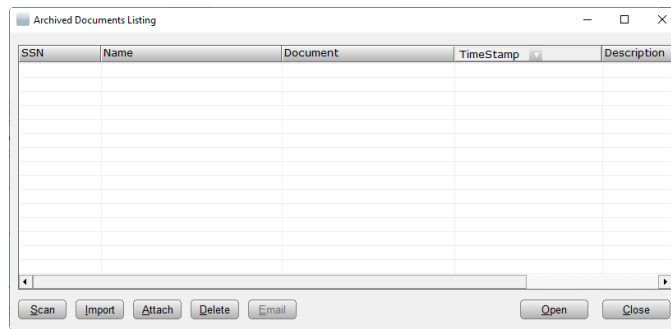 Archived Documents Listing
SSN Name Document TimeStamp Description
Scan Import Attach Delete Email Open Close